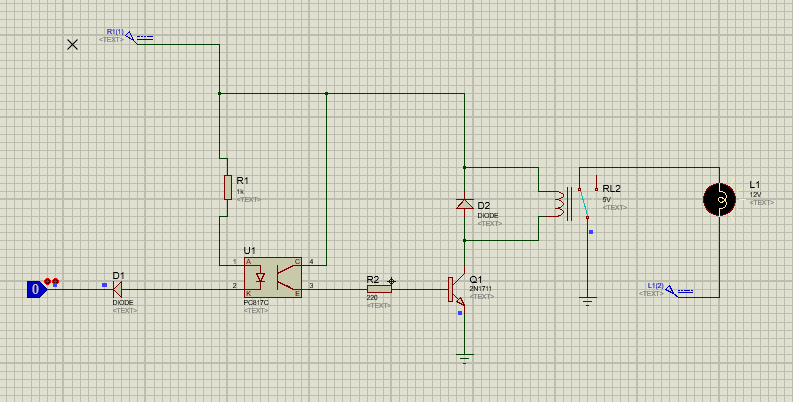 R1(1)
<TEXT>
R1
1k
<TEXT>
U1
1
A
C
4
2
K
E
3
PC817C
<TEXT>
0
D1
DIODE
<TEXT>
R2
220
<TEXT>
D2
DIODE
<TEXT>
Q1
2N1711
<TEXT>
RL2
5V
<TEXT>
L1
12V
<TEXT>
L1(2)
<TEXT>